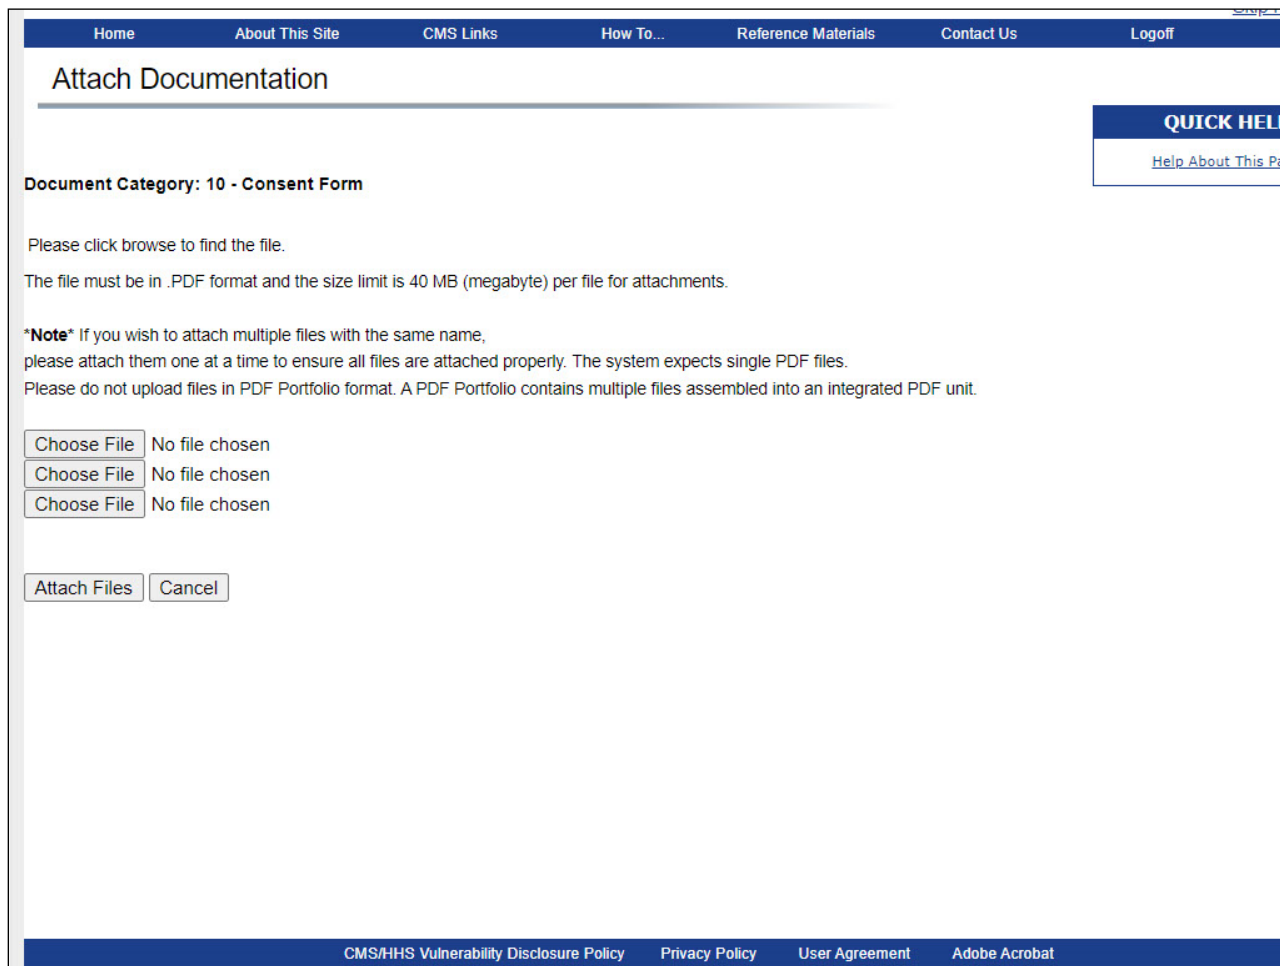 Home About This Site CMS Links How To... Reference Materials Contact Us Logoff
Attach Documentation
QUICK HELP
Help About This
Document Category: 10 - Consent Form
Please click browse to find the file.
The file must be in .PDF format and the size limit is 40 MB (megabyte) per file for attachments.
*Note* If you wish to attach multiple files with the same name,
please attach them one at a time to ensure all files are attached properly. The system expects single PDF files.
Please do not upload files in PDF Portfolio format. A PDF Portfolio contains multiple files assembled into an integrated PDF unit.
Choose File No file chosen
Choose File No file chosen
Choose File No file chosen
Attach Files Cancel
CMS/HHS Vulnerability Disclosure Policy Privacy Policy User Agreement Adobe Acrobat